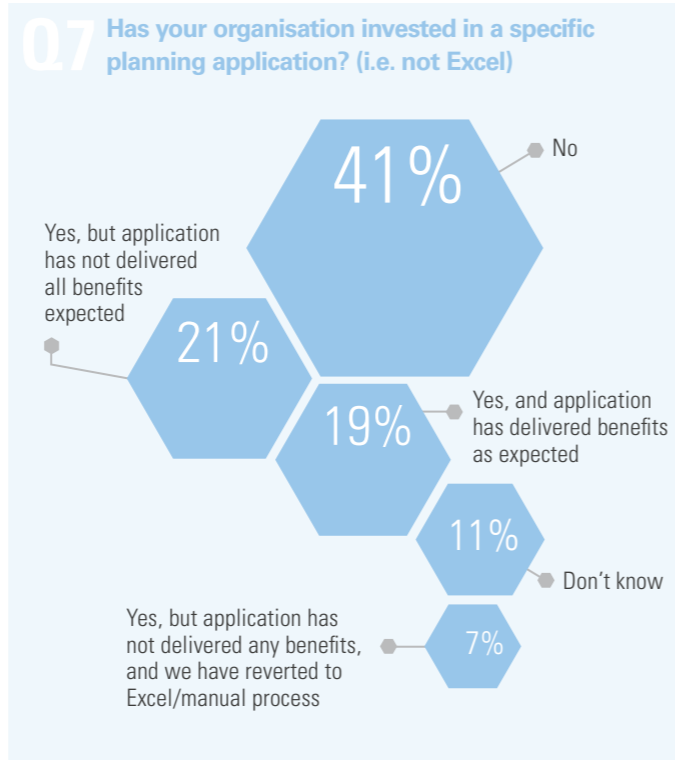 Q7 Has your organisation invested in a specific
planning application? (i.e. not Excel)
41%
No
Yes, but application
has not delivered
all benefits
expected
21%
19%
Yes, and application
has delivered benefits
as expected
11%
Don't know
Yes, but application has
not delivered any benefits,
and we have reverted to
Excel/manual process
7%